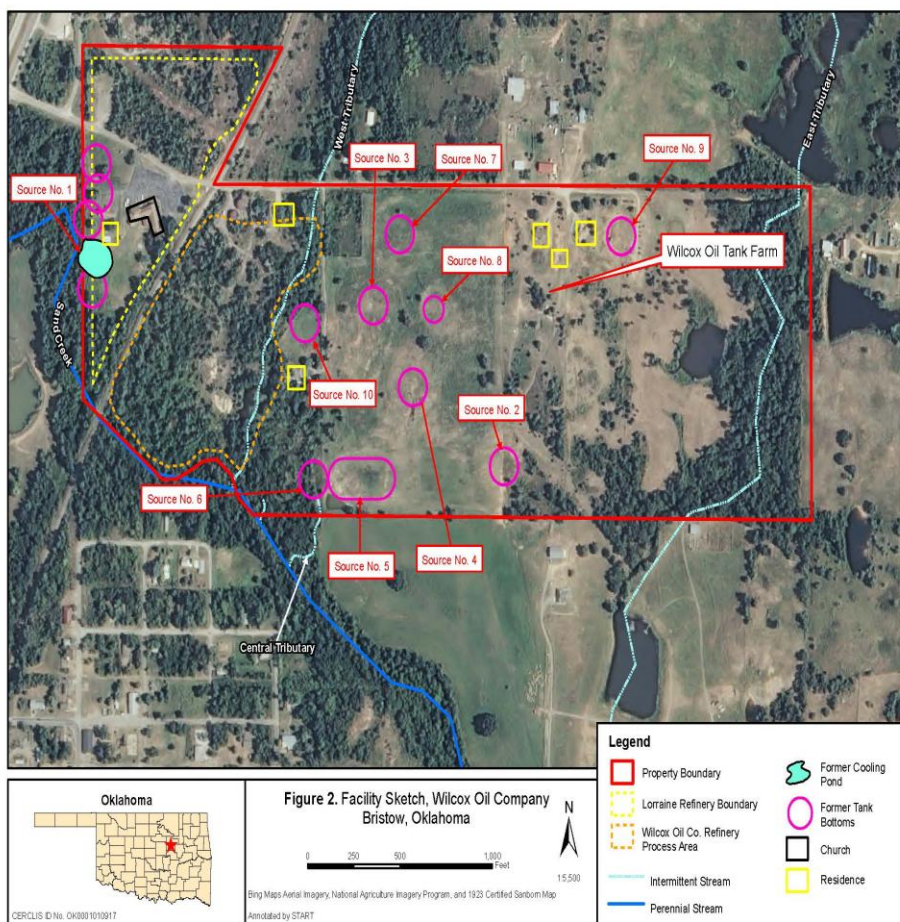 West Tributary
East Tributary
Source No. 3
Source No. 7
Source No. 9
Source No. 1
Source No. 8
Wilcox Oil Tank Farm
Sand Creek
Source No. 10
Source No. 2
Source No. 6
Source No. 5
Source No. 4
Central Tributary
Legend
Property Boundary
Lorraine Refinery Boundary
Wilcox Oil Co. Refinery
Process Area
Intermittent Stream
Perennial Stream
Former Cooling
Pond
Former Tank
Bottoms
Church
Residence
Oklahoma
CERCLIS ID No. OK0001010917
Figure 2. Facility Sketch, Wilcox Oil Company
Bristow, Oklahoma
0 250 500 1,000
Feet
N
1:5,500
Bing Maps Aerial Imagery, National Agriculture Imagery Program, and 1923 Certified Sanborn Map
Annotated by START